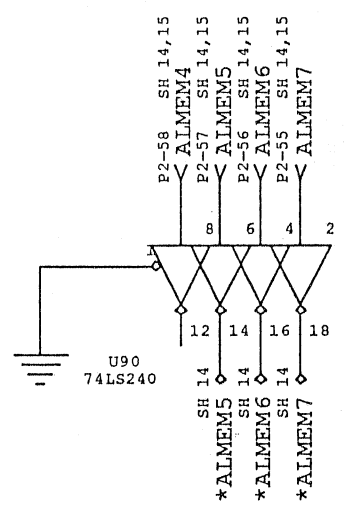 P2-58 SH 14,15
ALMEM4
P2-57 SH 14,15
ALMEM5
P2-56 SH 14,15
ALMEM6
P2-55 SH 14,15
ALMEM7
1 8 6 4 2
12 14 16 18
U90
74LS240
SH 14
*ALMEM5
SH 14
*ALMEM6
SH 14
*ALMEM7